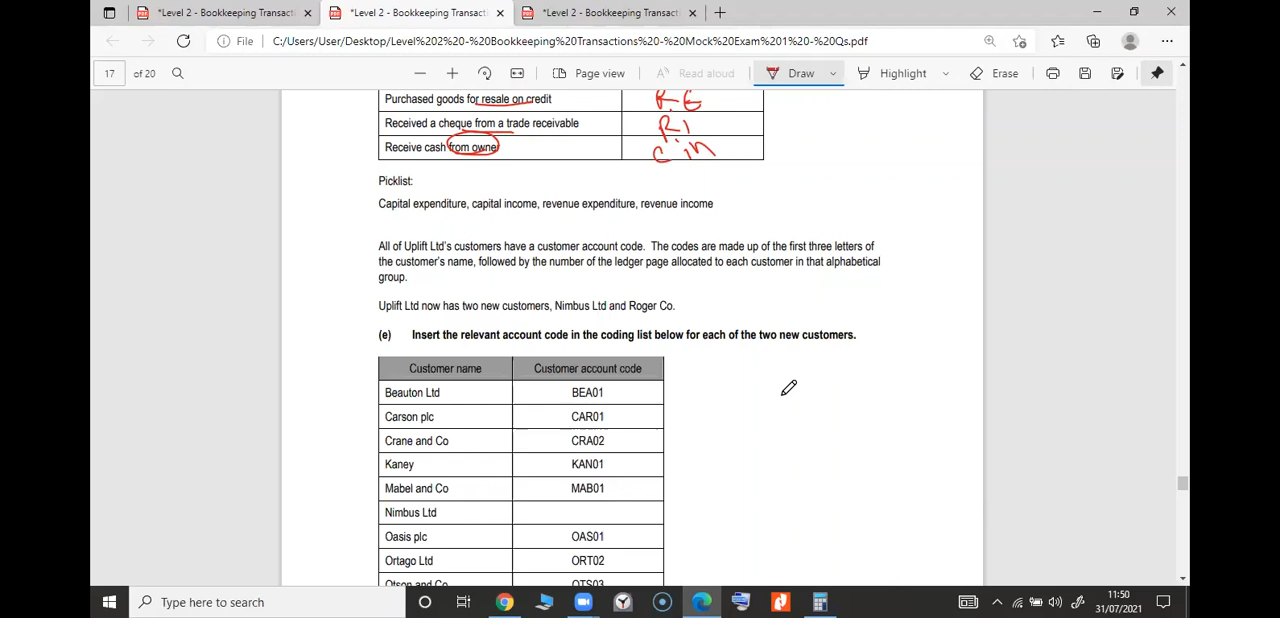 *Level 2 - Bookkeeping Transacti
*Level 2 - Bookkeeping Transacti
*Level 2 - Bookkeeping Transacti
File
C:/Users/User/Desktop/Level%202%20-%20Bookkeeping%20Transactions%20-%20Mock%20Exam%201%20-%20Qs.pdf
17 of 20
Page view
Read aloud
Draw
Highlight
Erase
Purchased goods for resale on credit R.E
Received a cheque from a trade receivable R.I
Receive cash from owner C.in
Picklist:
Capital expenditure, capital income, revenue expenditure, revenue income
All of Uplift Ltd's customers have a customer account code. The codes are made up of the first three letters of
the customer's name, followed by the number of the ledger page allocated to each customer in that alphabetical
group.
Uplift Ltd now has two new customers, Nimbus Ltd and Roger Co.
(e) Insert the relevant account code in the coding list below for each of the two new customers.
Customer name Customer account code
Beauton Ltd BEA01
Carson plc CAR01
Crane and Co CRA02
Kaney KAN01
Mabel and Co MAB01
Nimbus Ltd
Oasis plc OAS01
Ortago Ltd ORT02
Otson and Co OTS03
Type here to search
11:50
31/07/2021